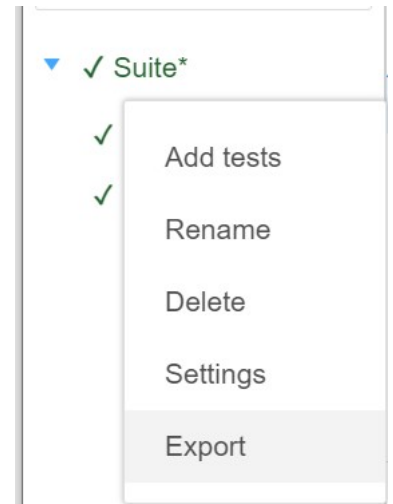 ✓ Suite*
✓
✓
Add tests
Rename
Delete
Settings
Export